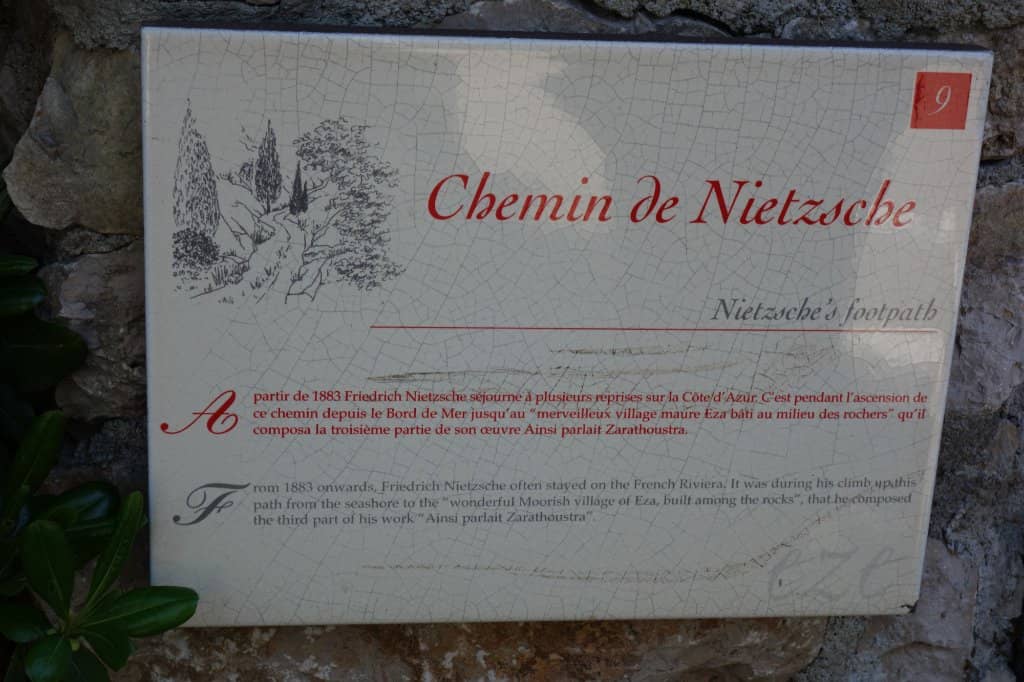 9
Chemin de Nietzsche
Nietzsche's footpath
A partir de 1883 Friedrich Nietzsche séjourne à plusieurs reprises sur la Côte d'Azur. C'est pendant l'ascension de
ce chemin depuis le Bord de Mer jusqu'au "merveilleux village maure Eza bâti au milieu des rochers" qu'il
composa la troisième partie de son œuvre Ainsi parlait Zarathoustra.
From 1883 onwards, Friedrich Nietzsche often stayed on the French Riviera. It was during his climb up this
path from the seashore to the "wonderful Moorish village of Eza, built among the rocks", that he composed
the third part of his work "Ainsi parlait Zarathoustra".
eze